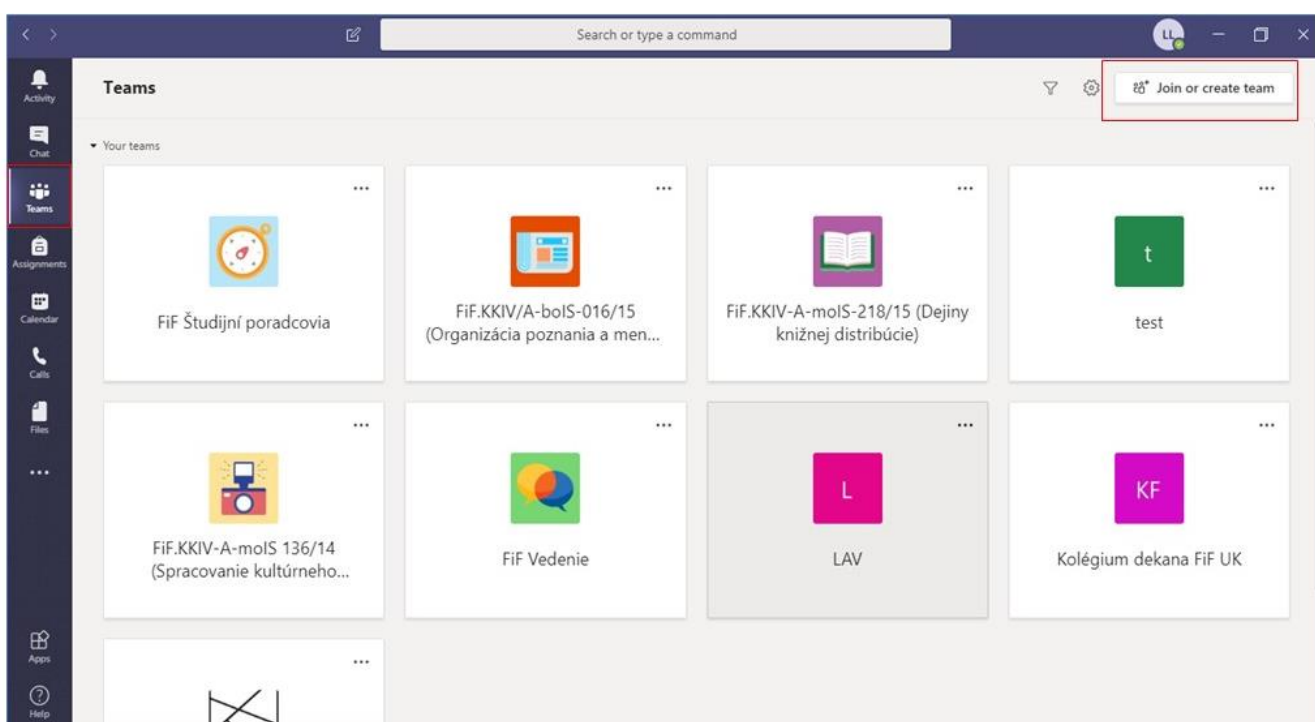 Search or type a command
LL
Activity
Chat
Teams
Assignments
Calendar
Calls
Files
Apps
Help
Teams
Join or create team
Your teams
FiF Študijní poradcovia
FiF.KKIV/A-boIS-016/15
(Organizácia poznania a men...
FiF.KKIV-A-moIS-218/15 (Dejiny
knižnej distribúcie)
t
test
FiF.KKIV-A-moIS 136/14
(Spracovanie kultúrneho...
FiF Vedenie
L
LAV
KF
Kolégium dekana FiF UK